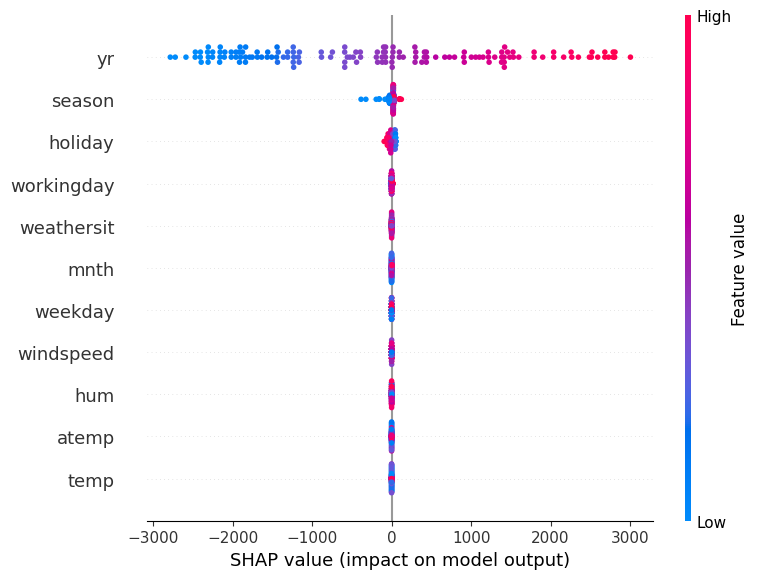 High
yr
season
holiday
workingday
weathersit
mnth
weekday
windspeed
hum
atemp
temp
Feature value
Low
−3000 −2000 −1000 0 1000 2000 3000
SHAP value (impact on model output)